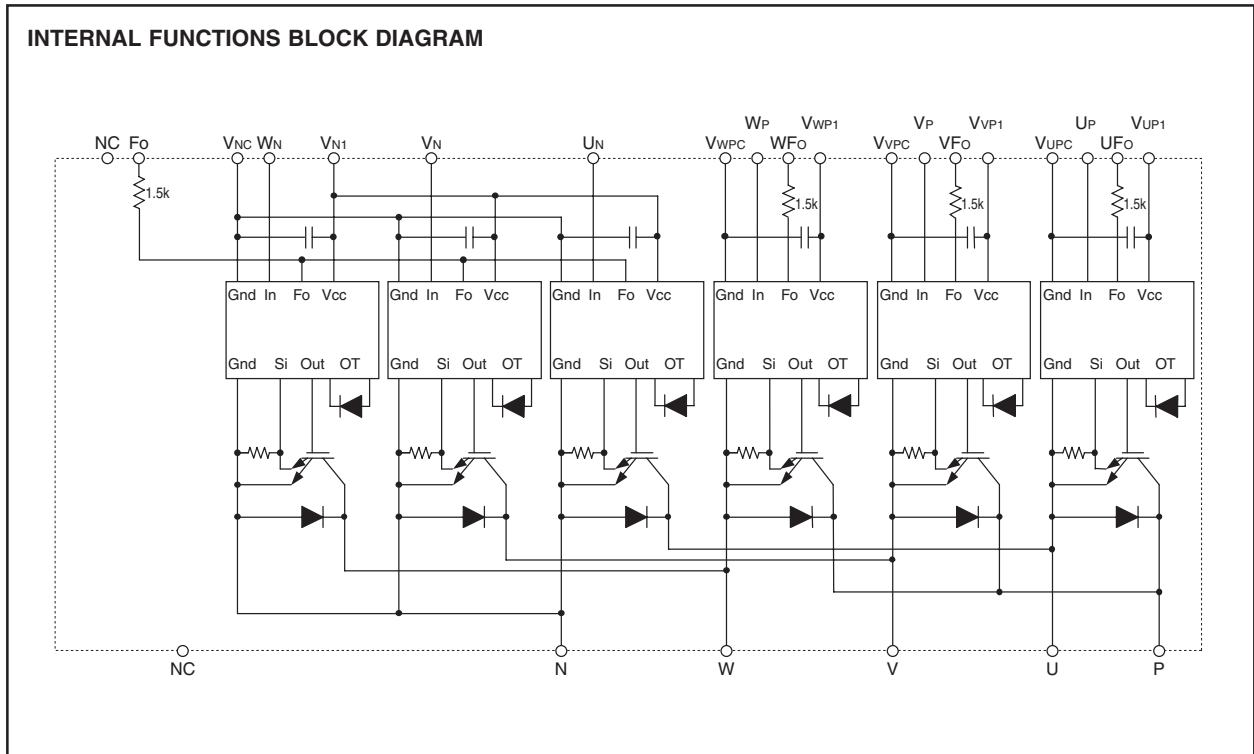 INTERNAL FUNCTIONS BLOCK DIAGRAM
WP VWP1 VP VVP1 UP VUP1
NC Fo VNC WN VN1 VN UN VWPC WFO VVPC VFO VUPC UFO
1.5k 1.5k 1.5k 1.5k
Gnd In Fo Vcc Gnd In Fo Vcc Gnd In Fo Vcc Gnd In Fo Vcc Gnd In Fo Vcc Gnd In Fo Vcc
Gnd Si Out OT Gnd Si Out OT Gnd Si Out OT Gnd Si Out OT Gnd Si Out OT Gnd Si Out OT
NC N W V U P